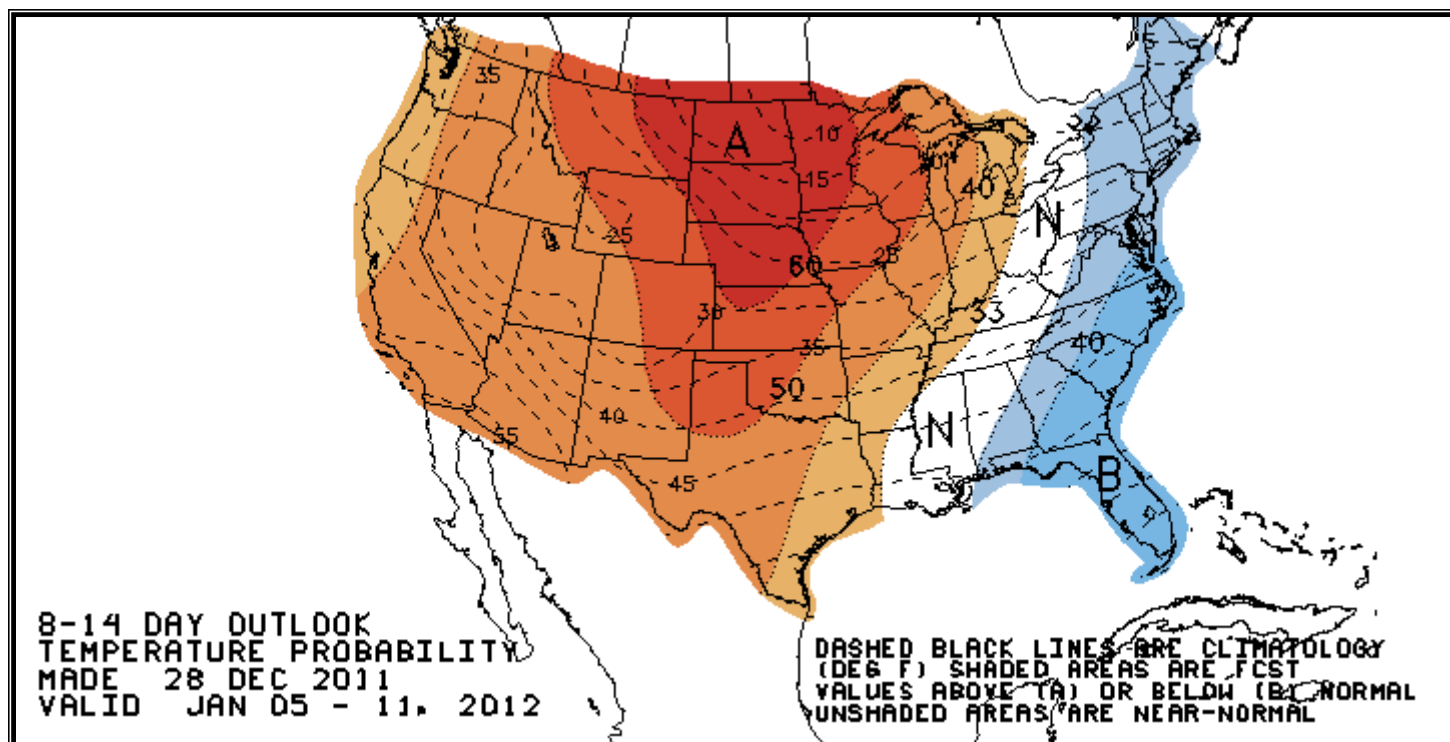 35
A
10
15
40
N
25
25
60
30
33
35
40
50
40
N
55
45
B
8-14 DAY OUTLOOK
TEMPERATURE PROBABILITY
MADE 28 DEC 2011
VALID JAN 05 - 11, 2012
DASHED BLACK LINES ARE CLIMATOLOGY
(DEG F) SHADED AREAS ARE FCST
VALUES ABOVE (A) OR BELOW (B) NORMAL
UNSHADED AREAS ARE NEAR-NORMAL